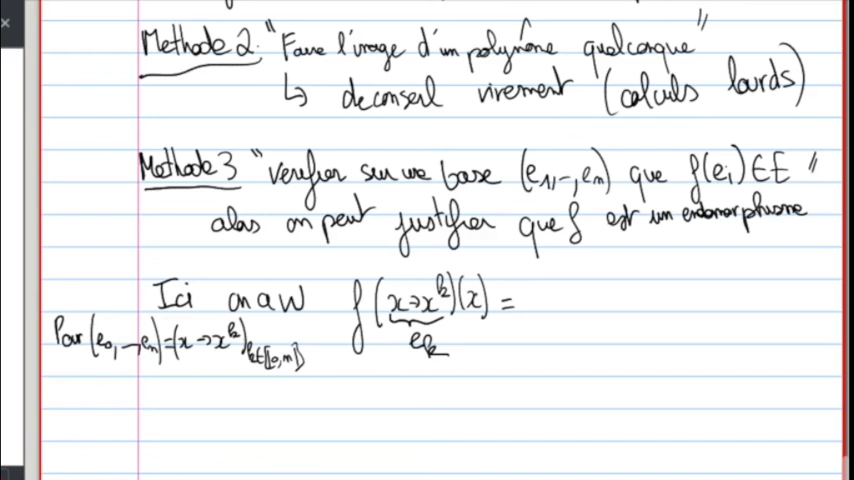 Methode 2. "Faire l'image d'un polynôme quelconque"
↳ deconseil vivement (calculs lourds)
Methode 3 "verifier sur une base (e1,-,en) que f(ei) ∈ E"
alors on peut justifier que f est un endomorphisme
Ici on a f(x→x^k)(x) =
Pour (e0, -, en) = (x→x^k)k∈[[0,n]]
ek